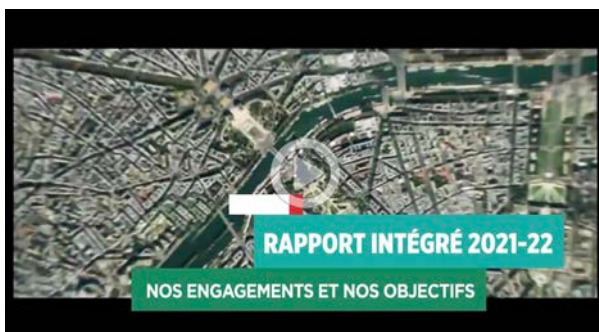 RAPPORT INTÉGRÉ 2021-22
NOS ENGAGEMENTS ET NOS OBJECTIFS